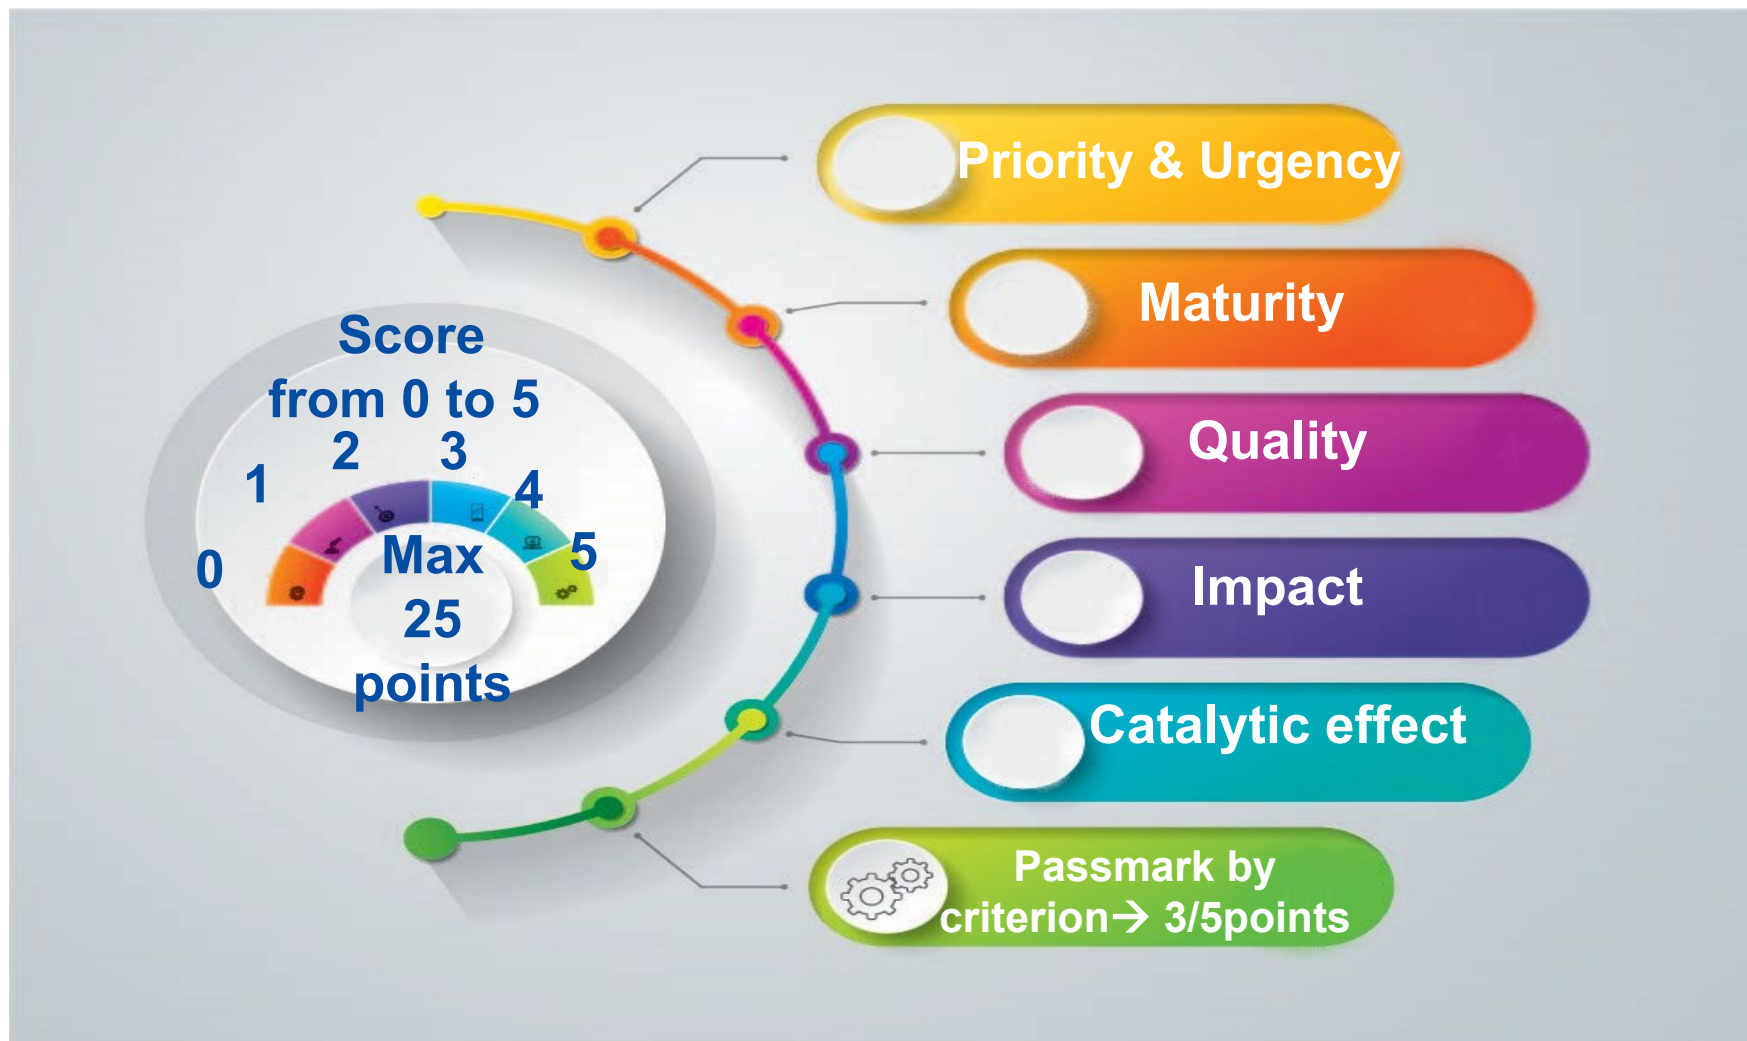 Score
from 0 to 5
0
1
2
3
4
5
Max
25
points
Priority & Urgency
Maturity
Quality
Impact
Catalytic effect
Passmark by
criterion→ 3/5points